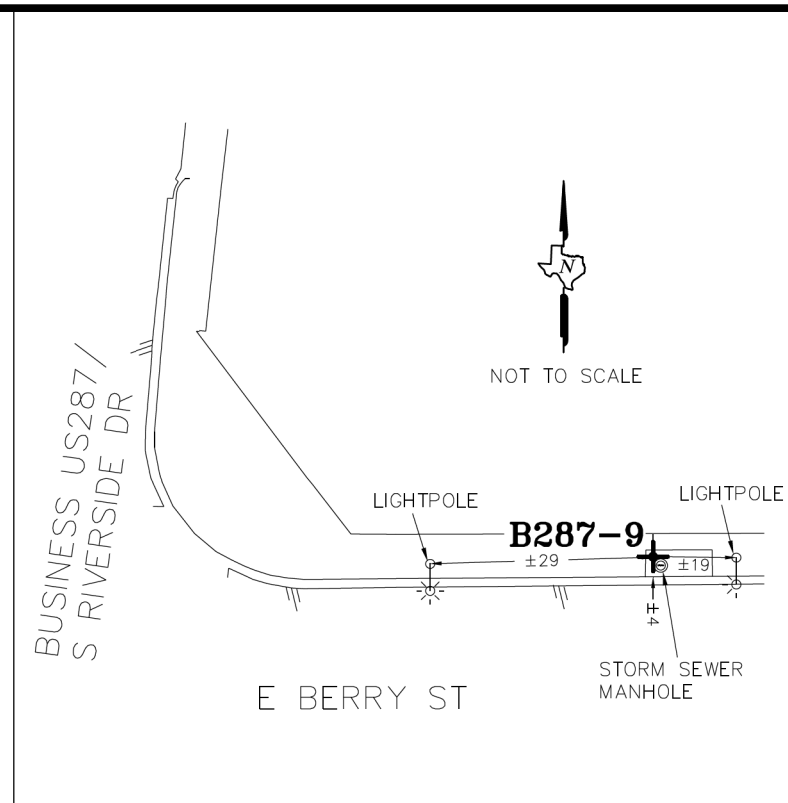 N
NOT TO SCALE
BUSINESS US287/
S RIVERSIDE DR
LIGHTPOLE
LIGHTPOLE
B287-9
±29
±19
±4
STORM SEWER
MANHOLE
E BERRY ST